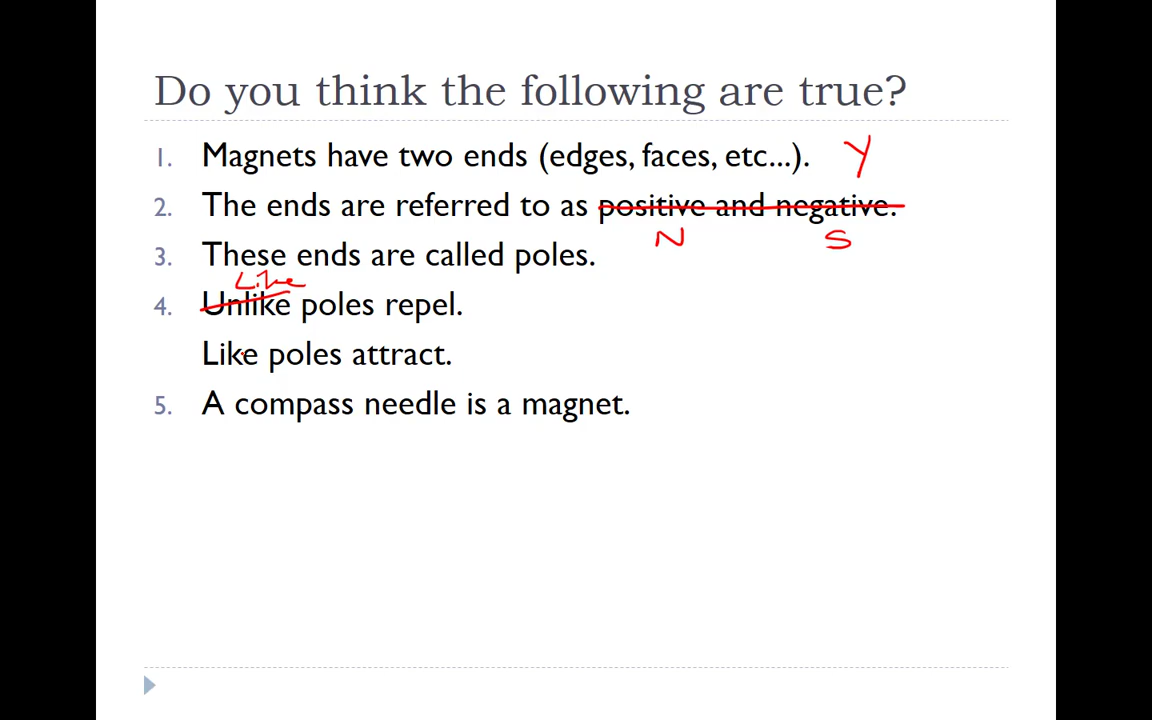 Do you think the following are true?
1. Magnets have two ends (edges, faces, etc...). Y
2. The ends are referred to as positive and negative.
N S
3. These ends are called poles.
Like
4. Unlike poles repel.
Like poles attract.
5. A compass needle is a magnet.